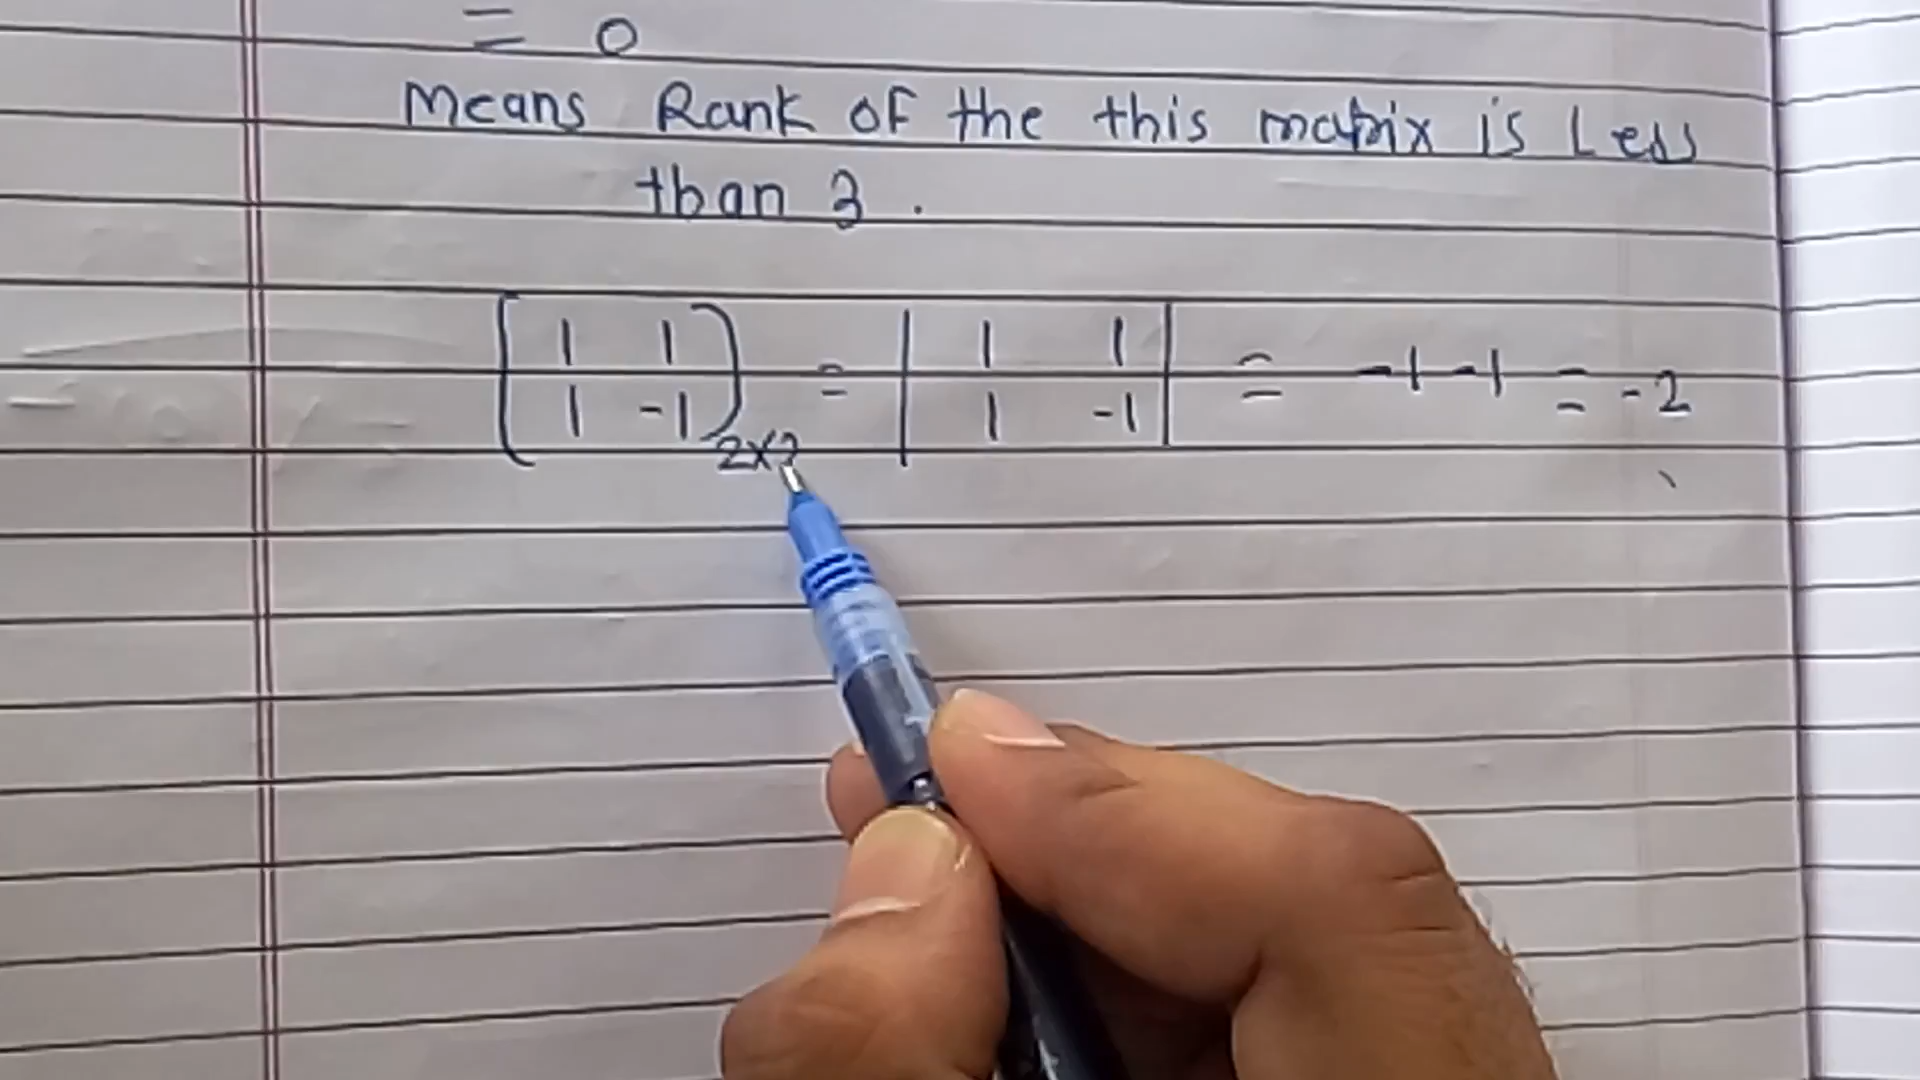 = 0
Means Rank of the this matrix is Less
than 3.
[ 1 1 ) = | 1 1 | = -1 -1 = -2
1 -1 1 -1
2x2